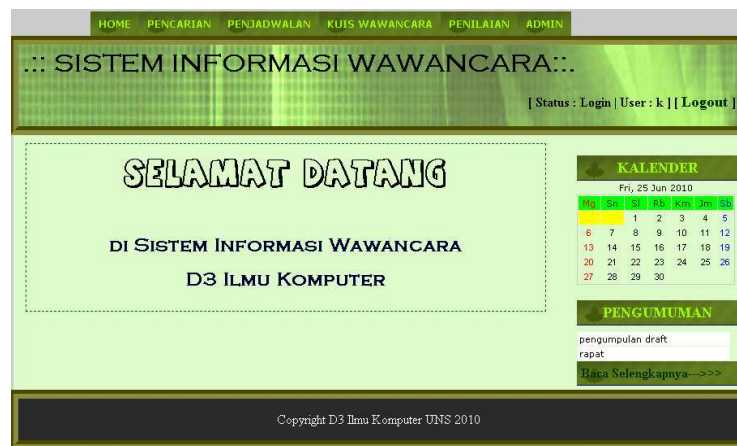 HOME PENCARIAN PENJADWALAN KUIS WAWANCARA PENILAIAN ADMIN
.:: SISTEM INFORMASI WAWANCARA::.
[ Status : Login | User : k ] [ Logout ]
SELAMAT DATANG
DI SISTEM INFORMASI WAWANCARA
D3 ILMU KOMPUTER
KALENDER
Fri, 25 Jun 2010
Mg Sn Sl Rb Km Jm Sb
1 2 3 4 5
6 7 8 9 10 11 12
13 14 15 16 17 18 19
20 21 22 23 24 25 26
27 28 29 30
PENGUMUMAN
pengumpulan draft
rapat
Baca Selengkapnya--->>>
Copyright D3 Ilmu Komputer UNS 2010